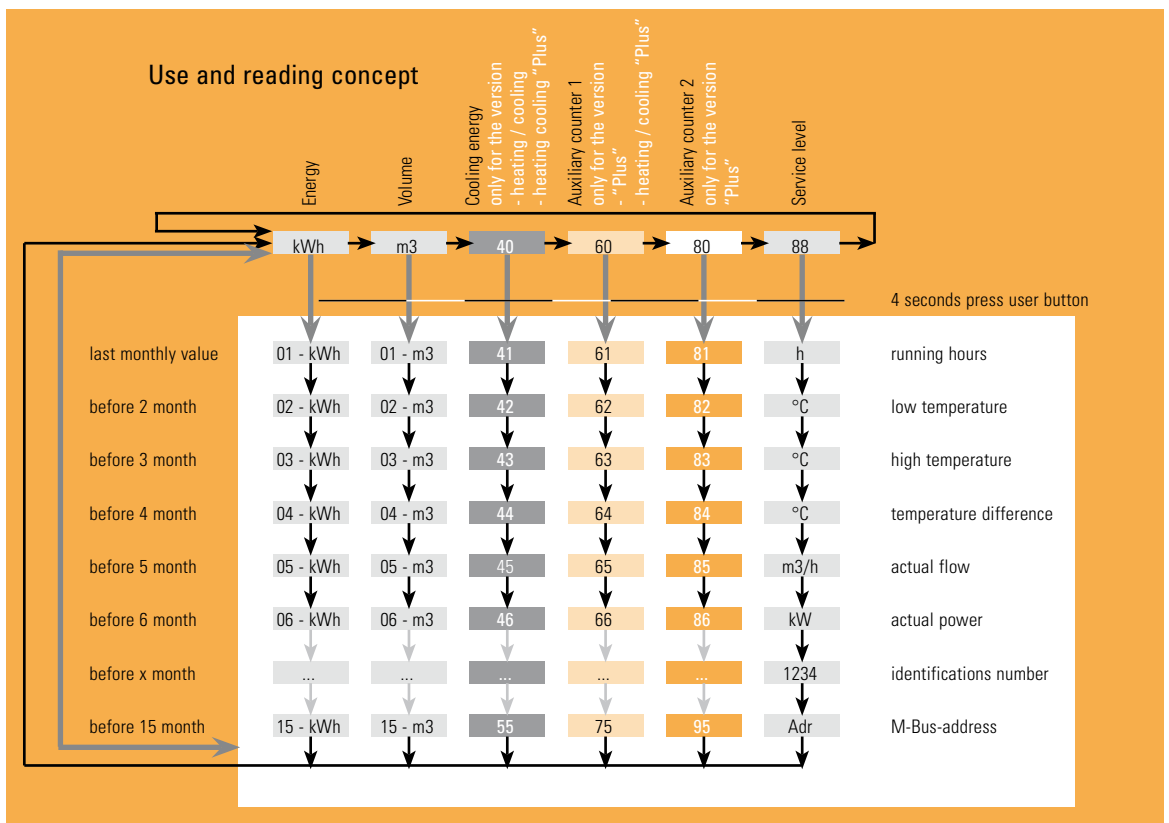 Use and reading concept
Energy
Volume
Cooling energy
only for the version
- heating / cooling
- heating cooling "Plus"
Auxiliary counter 1
only for the version
- "Plus"
- heating / cooling "Plus"
Auxiliary counter 2
only for the version
"Plus"
Service level
kWh m3 40 60 80 88
4 seconds press user button
last monthly value 01 - kWh 01 - m3 41 61 81 h running hours
before 2 month 02 - kWh 02 - m3 42 62 82 °C low temperature
before 3 month 03 - kWh 03 - m3 43 63 83 °C high temperature
before 4 month 04 - kWh 04 - m3 44 64 84 °C temperature difference
before 5 month 05 - kWh 05 - m3 45 65 85 m3/h actual flow
before 6 month 06 - kWh 06 - m3 46 66 86 kW actual power
before x month ... ... ... ... ... 1234 identifications number
before 15 month 15 - kWh 15 - m3 55 75 95 Adr M-Bus-address